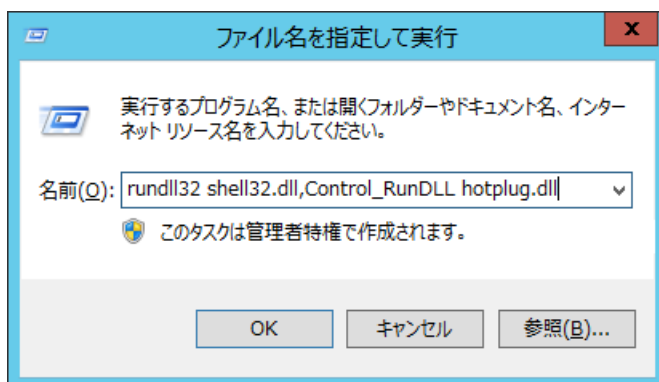 ファイル名を指定して実行
x
実行するプログラム名、または開くフォルダーやドキュメント名、インター
ネット リソース名を入力してください。
名前(O): rundll32 shell32.dll,Control_RunDLL hotplug.dll
このタスクは管理者特権で作成されます。
OK キャンセル 参照(B)...